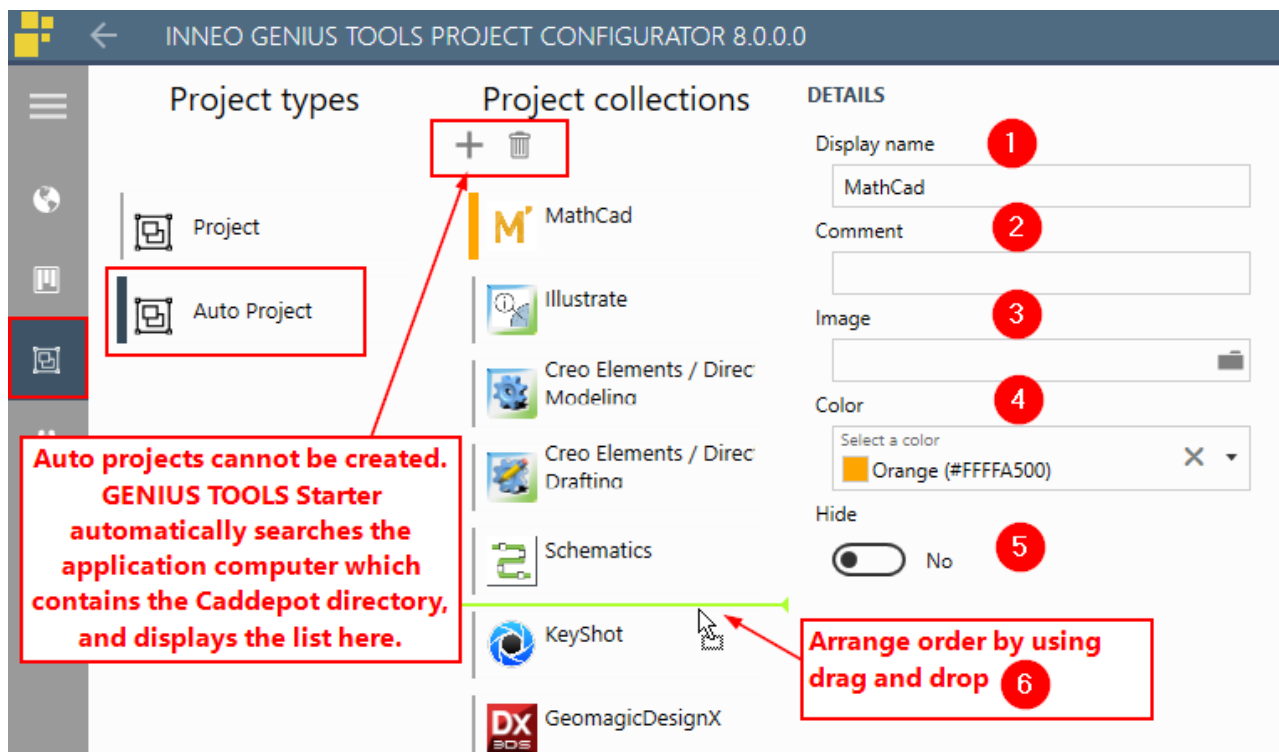 INNEO GENIUS TOOLS PROJECT CONFIGURATOR 8.0.0.0
Project types
Project
Auto Project
Project collections
MathCad
Illustrate
Creo Elements / Direc
Modeling
Creo Elements / Direc
Drafting
Schematics
KeyShot
DX
3DS
GeomagicDesignX
DETAILS
Display name
1
MathCad
Comment
2
Image
3
Color
4
Select a color
Orange (#FFFFA500)
Hide
No
5
Auto projects cannot be created.
GENIUS TOOLS Starter
automatically searches the
application computer which
contains the Caddepot directory,
and displays the list here.
Arrange order by using
drag and drop 6